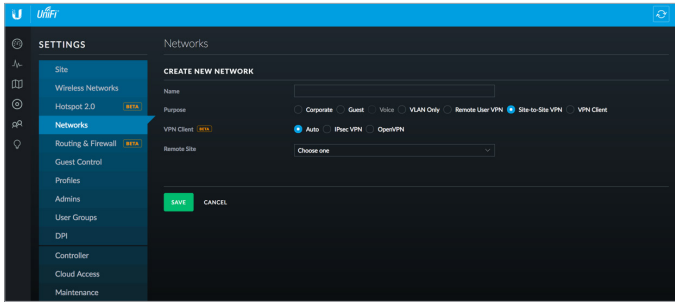 UniFi
SETTINGS
Site
Wireless Networks
Hotspot 2.0 BETA
Networks
Routing & Firewall BETA
Guest Control
Profiles
Admins
User Groups
DPI
Controller
Cloud Access
Maintenance
Networks
CREATE NEW NETWORK
Name
Purpose Corporate Guest Voice VLAN Only Remote User VPN Site-to-Site VPN VPN Client
VPN Client BETA Auto IPsec VPN OpenVPN
Remote Site Choose one
SAVE CANCEL